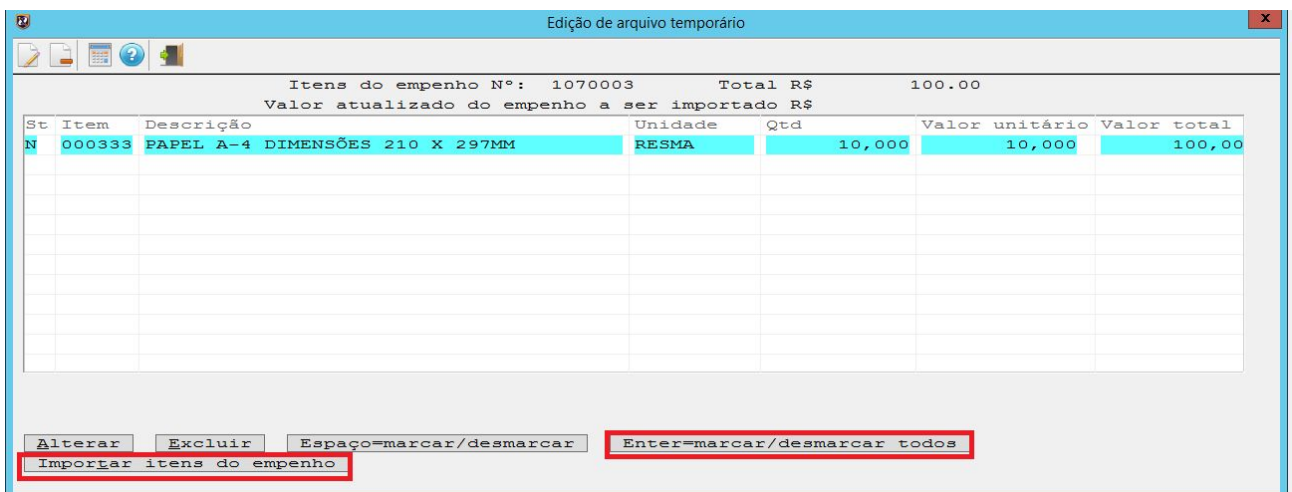 Edição de arquivo temporário
x
Itens do empenho Nº: 1070003 Total R$ 100.00
Valor atualizado do empenho a ser importado R$
St Item Descrição Unidade Qtd Valor unitário Valor total
N 000333 PAPEL A-4 DIMENSÕES 210 X 297MM RESMA 10,000 10,000 100,00
Alterar Excluir Espaço=marcar/desmarcar Enter=marcar/desmarcar todos
Importar itens do empenho